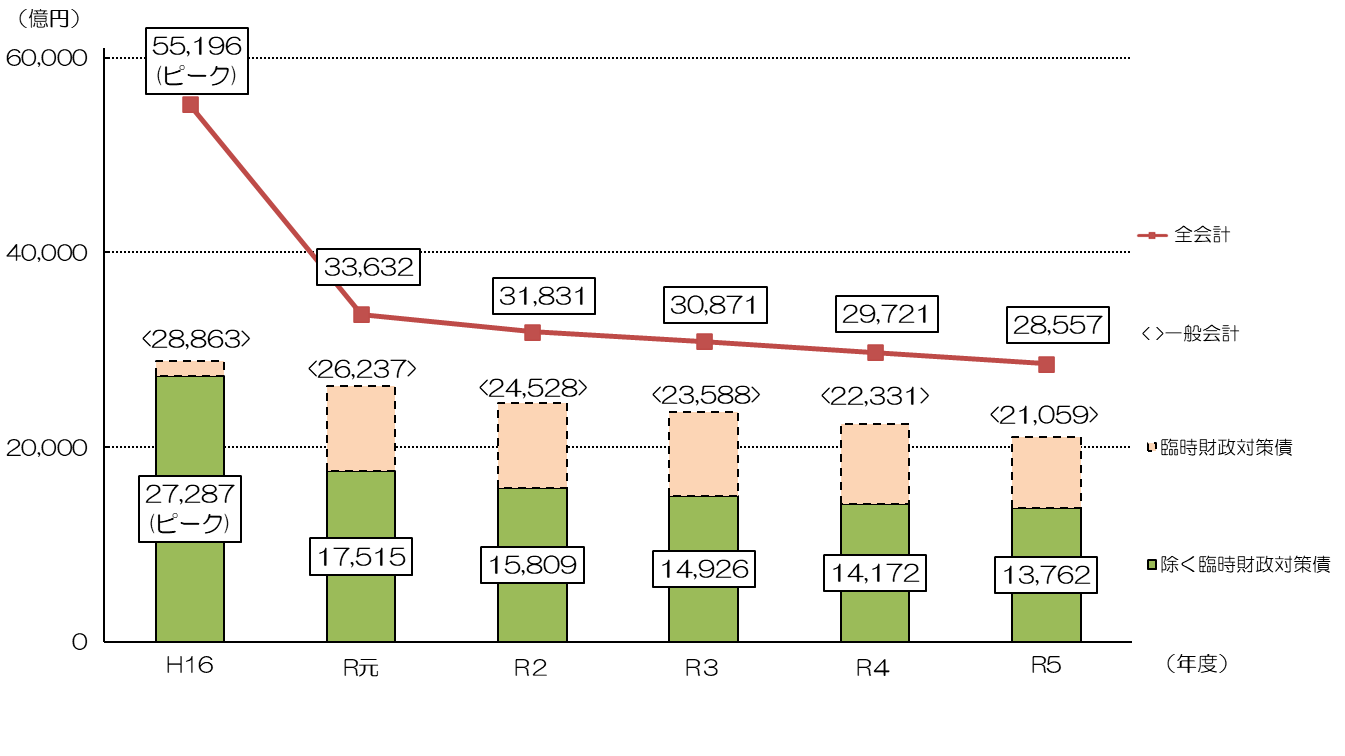 （億円）
60,000
40,000
20,000
0
55,196
(ピーク)
33,632
31,831
30,871
29,721
28,557
<28,863>
<26,237>
<24,528>
<23,588>
<22,331>
<21,059>
27,287
(ピーク)
17,515
15,809
14,926
14,172
13,762
H16
R元
R2
R3
R4
R5
（年度）
全会計
< >一般会計
臨時財政対策債
除く臨時財政対策債